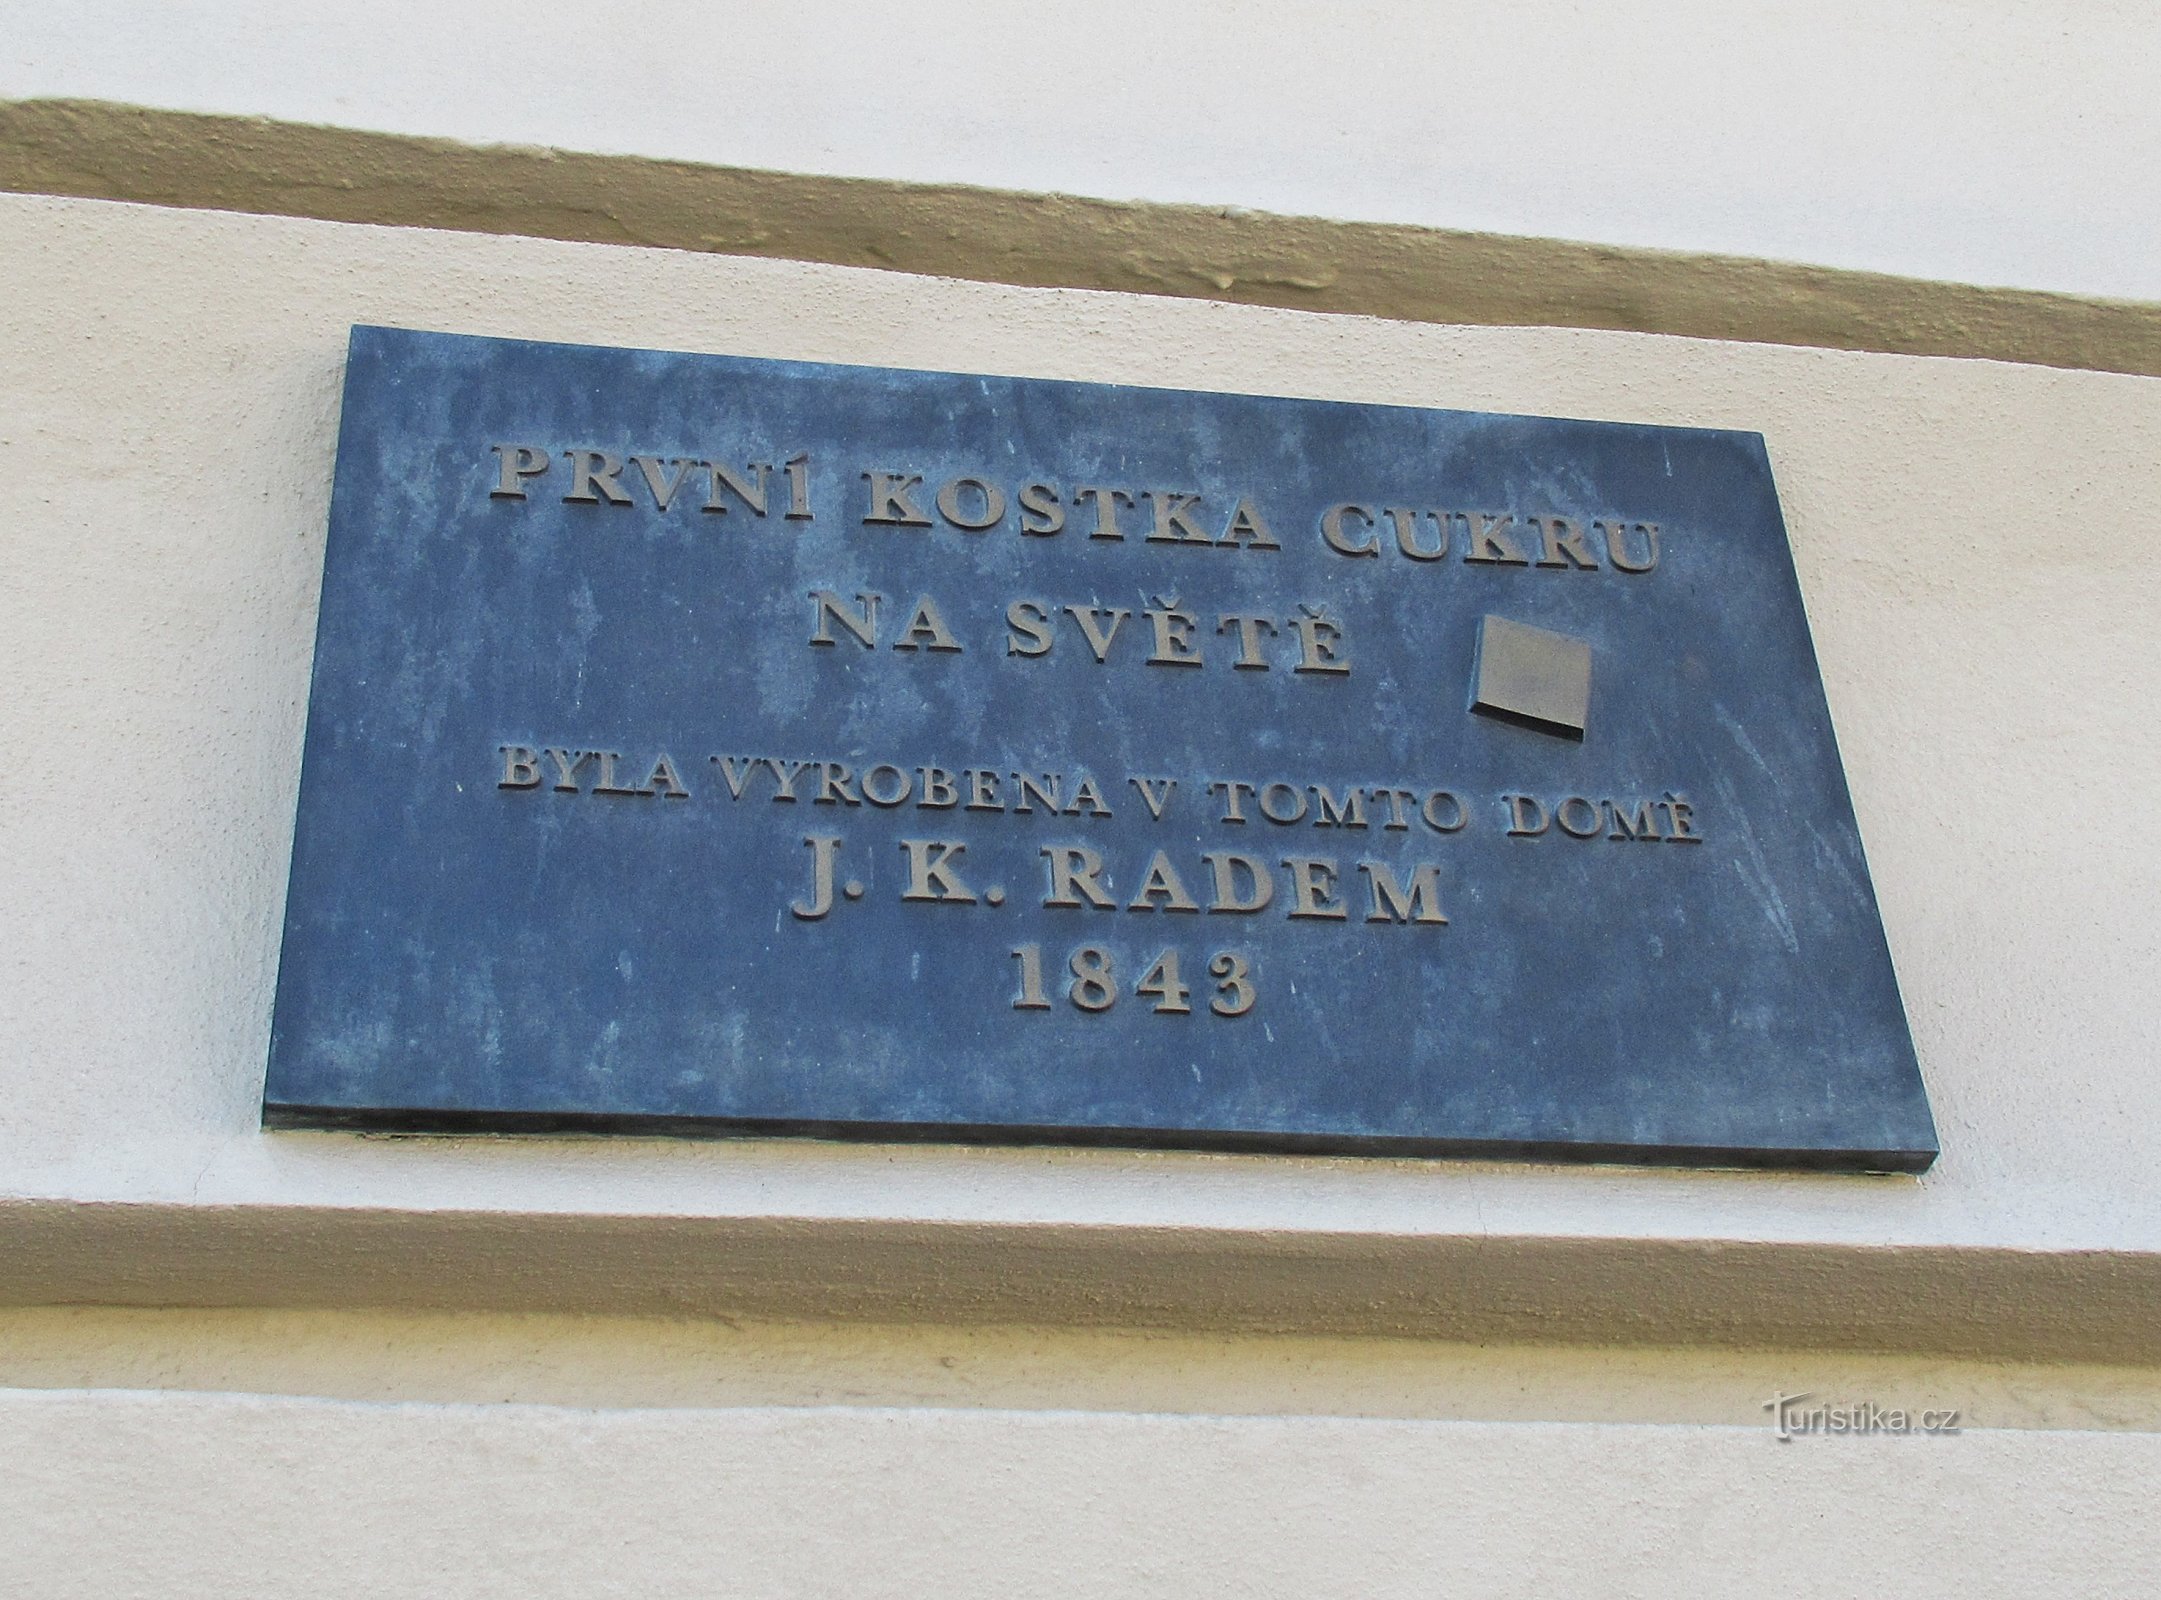 PRVNÍ KOSTKA CUKRU
NA SVĚTĚ
BYLA VYROBENA V TOMTO DOMĚ
J. K. RADEM
1843
Turistika.cz